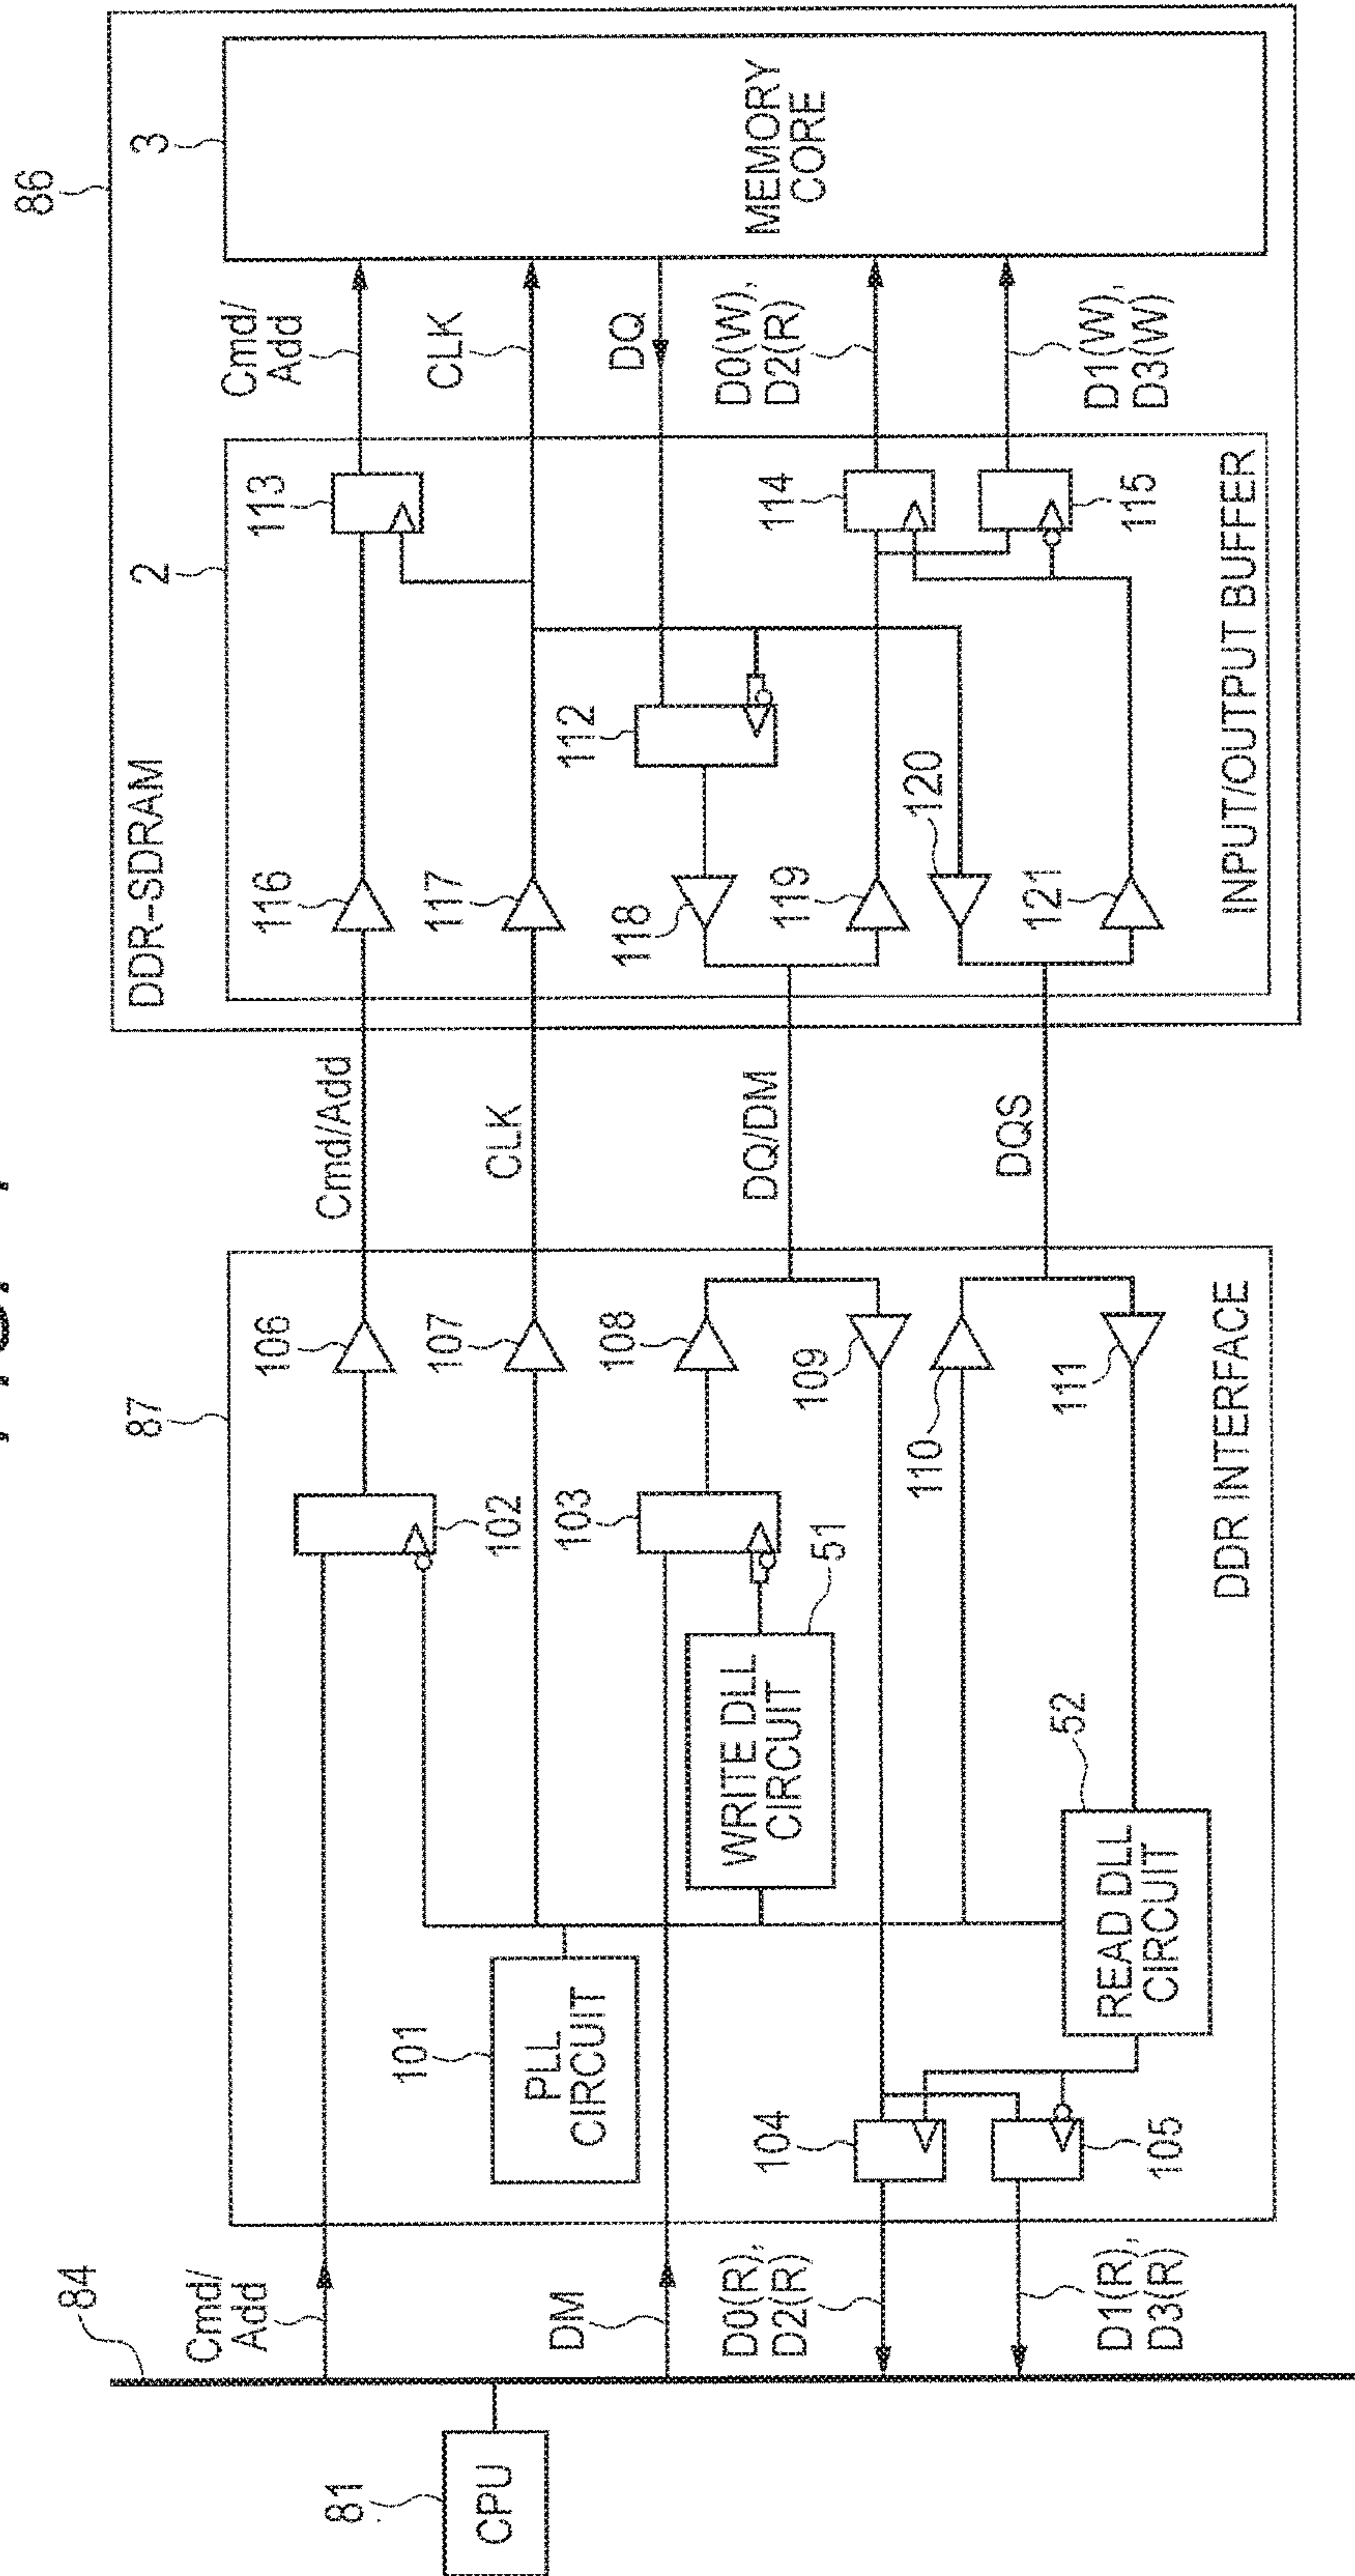 84
81
CPU
Cmd/
Add
DM
D0(R),
D2(R)
D1(R),
D3(R)
87
101
PLL
CIRCUIT
102
103
WRITE DLL
CIRCUIT
51
READ DLL
CIRCUIT
52
104
105
106
107
108
109
110
111
DDR INTERFACE
Cmd/Add
CLK
DQ/DM
DQS
86
DDR-SDRAM
2
116
117
118
119
120
121
112
113
114
115
INPUT/OUTPUT BUFFER
Cmd/
Add
CLK
DQ
D0(W),
D2(R)
D1(W),
D3(W)
3
MEMORY
CORE